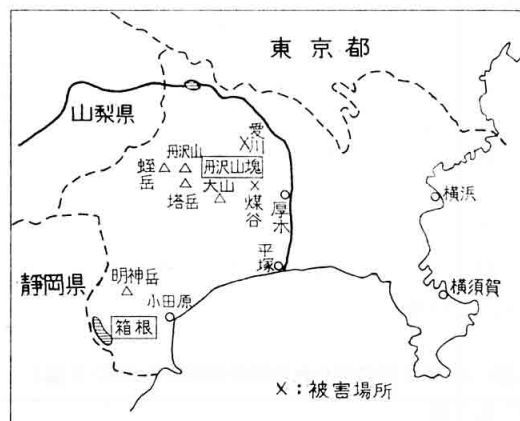 東京都
山梨県
愛川
丹沢山
丹沢山塊
蛭岳
塔岳
大山
煤谷
厚木
横浜
平塚
静岡県
明神岳
小田原
横須賀
箱根
X:被害場所